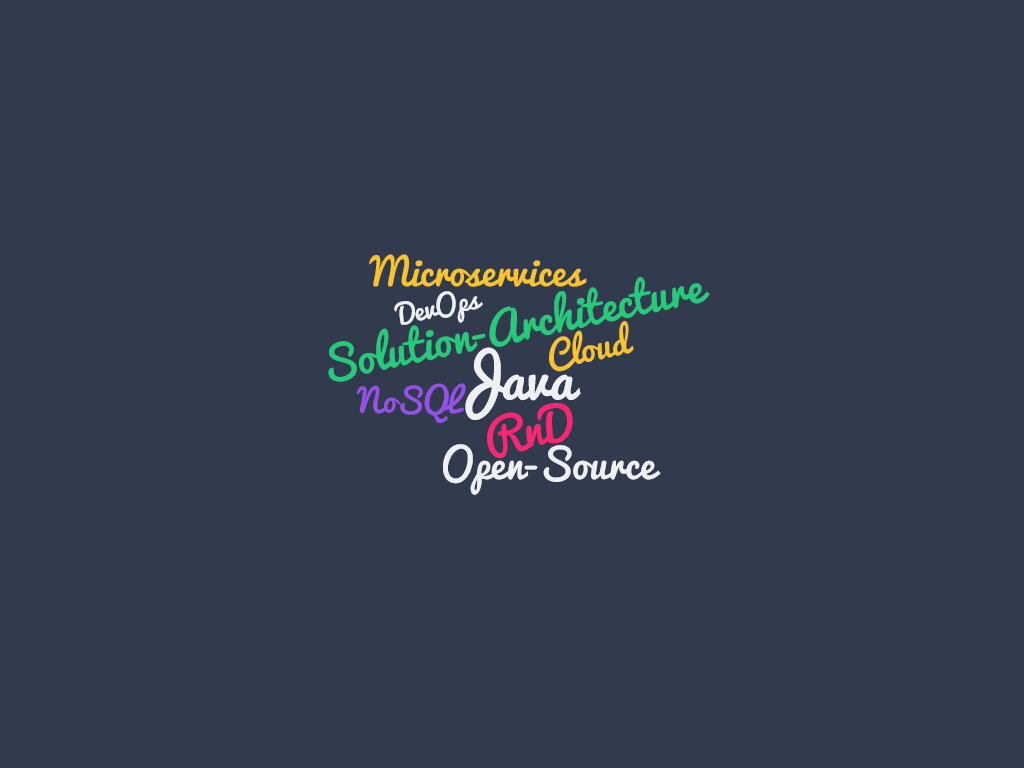 Microservices
DevOps
Solution-Architecture
Cloud
NoSQL
Java
RnD
Open-Source